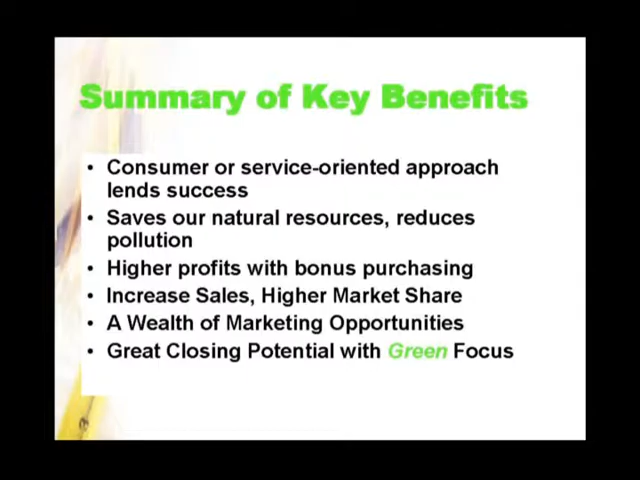 Summary of Key Benefits
• Consumer or service-oriented approach
lends success
• Saves our natural resources, reduces
pollution
• Higher profits with bonus purchasing
• Increase Sales, Higher Market Share
• A Wealth of Marketing Opportunities
• Great Closing Potential with Green Focus